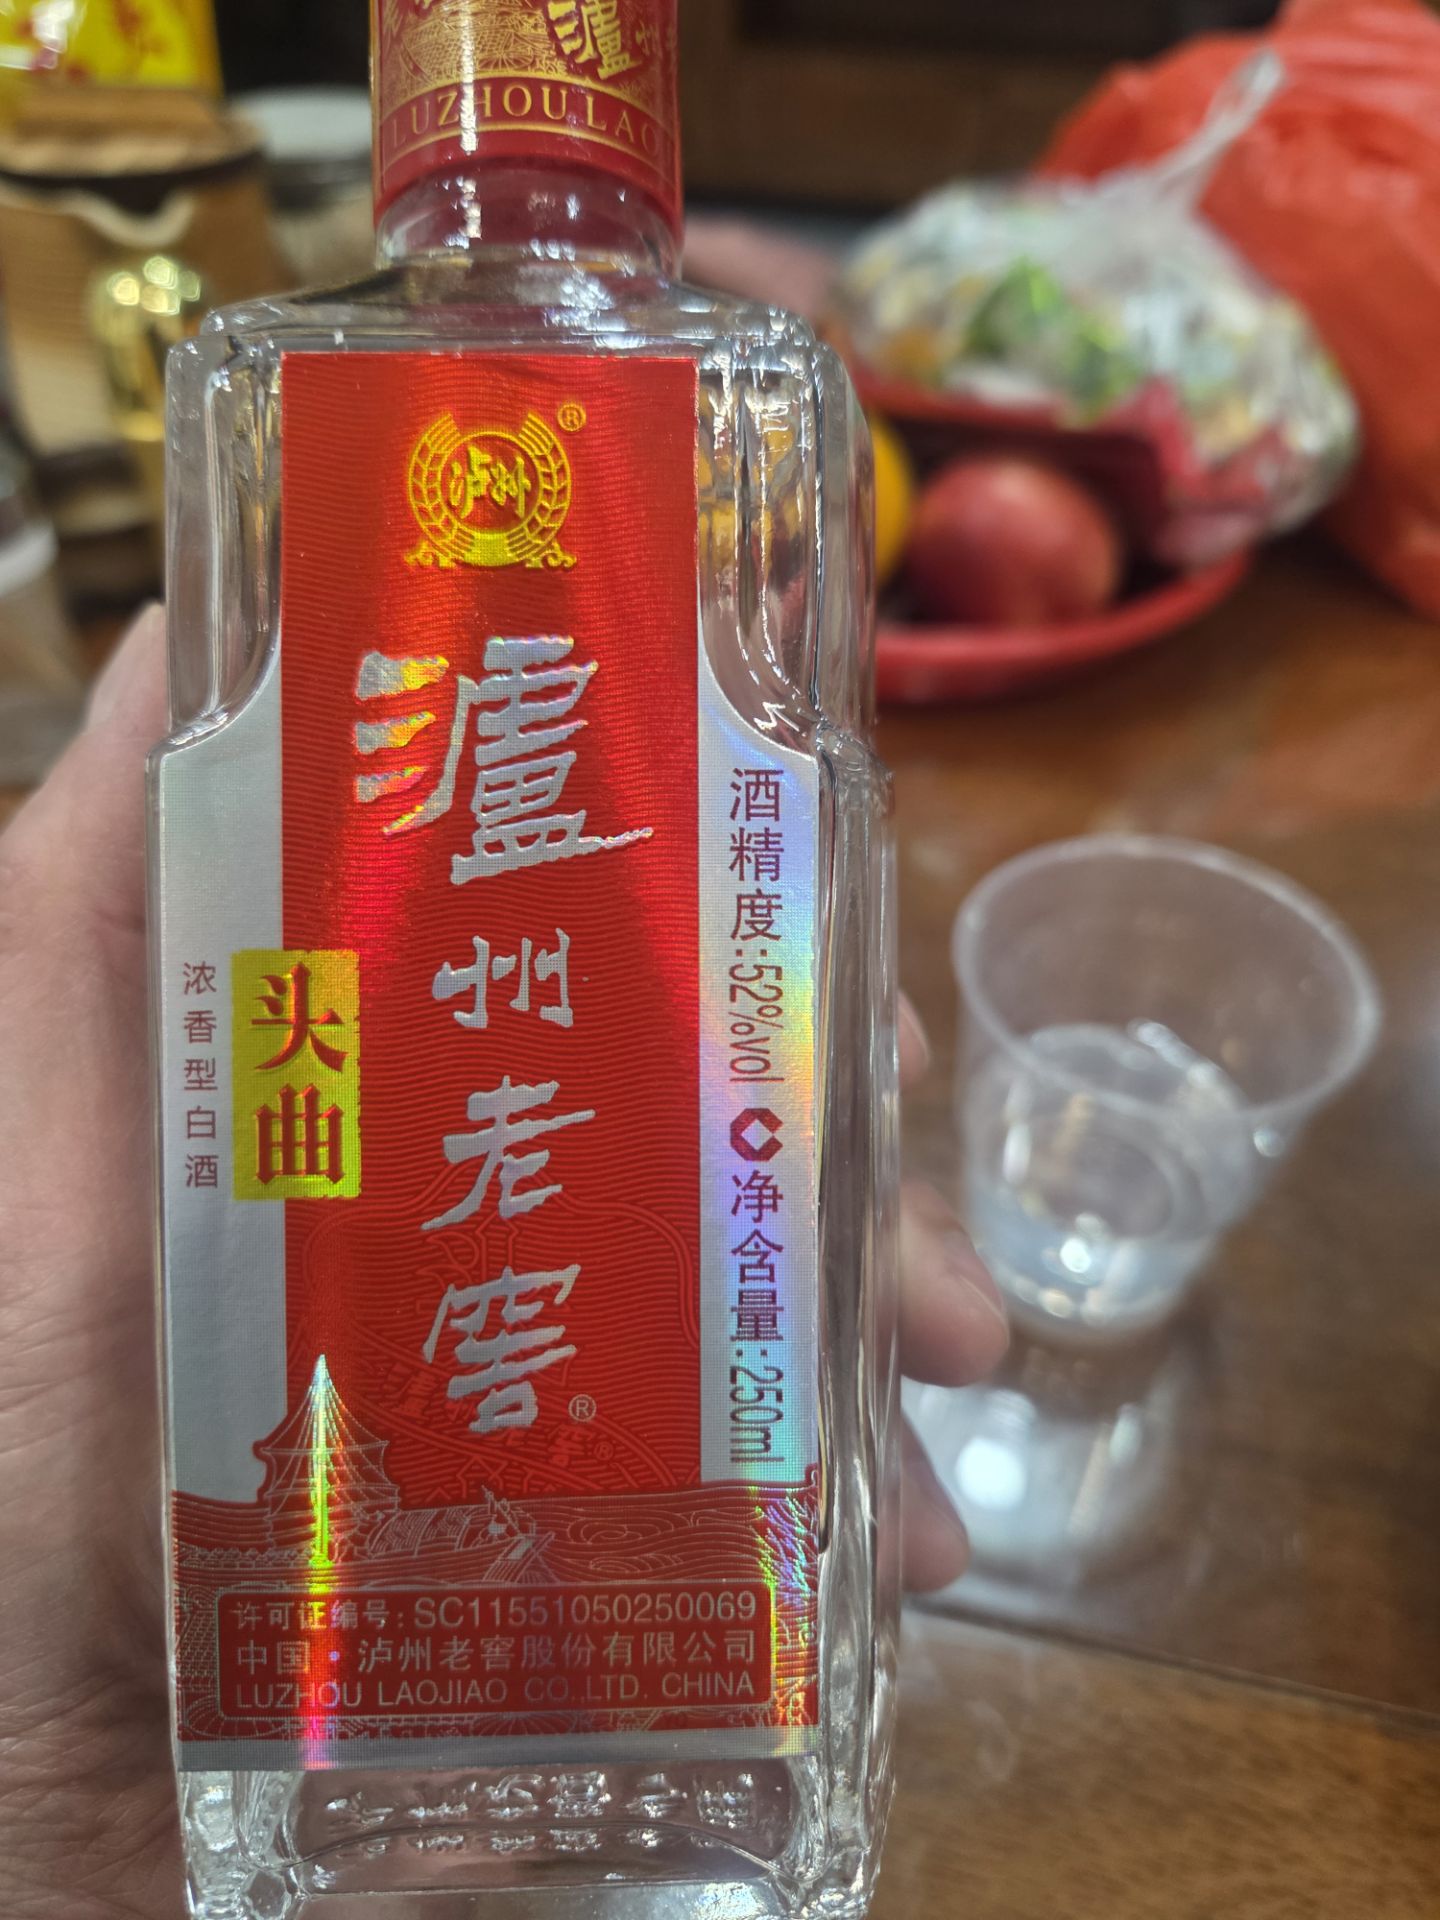 泸州
LUZHOU LAO
泸州
®
泸州老窖
®
头曲
浓香型白酒
酒精度:52%vol
净含量:250ml
许可证编号:SC11551050250069
中国·泸州老窖股份有限公司
LUZHOU LAOJIAO CO.,LTD. CHINA